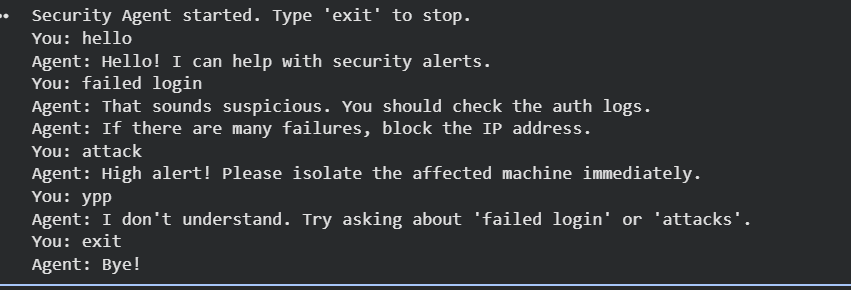 Security Agent started. Type 'exit' to stop.
You: hello
Agent: Hello! I can help with security alerts.
You: failed login
Agent: That sounds suspicious. You should check the auth logs.
Agent: If there are many failures, block the IP address.
You: attack
Agent: High alert! Please isolate the affected machine immediately.
You: ypp
Agent: I don't understand. Try asking about 'failed login' or 'attacks'.
You: exit
Agent: Bye!